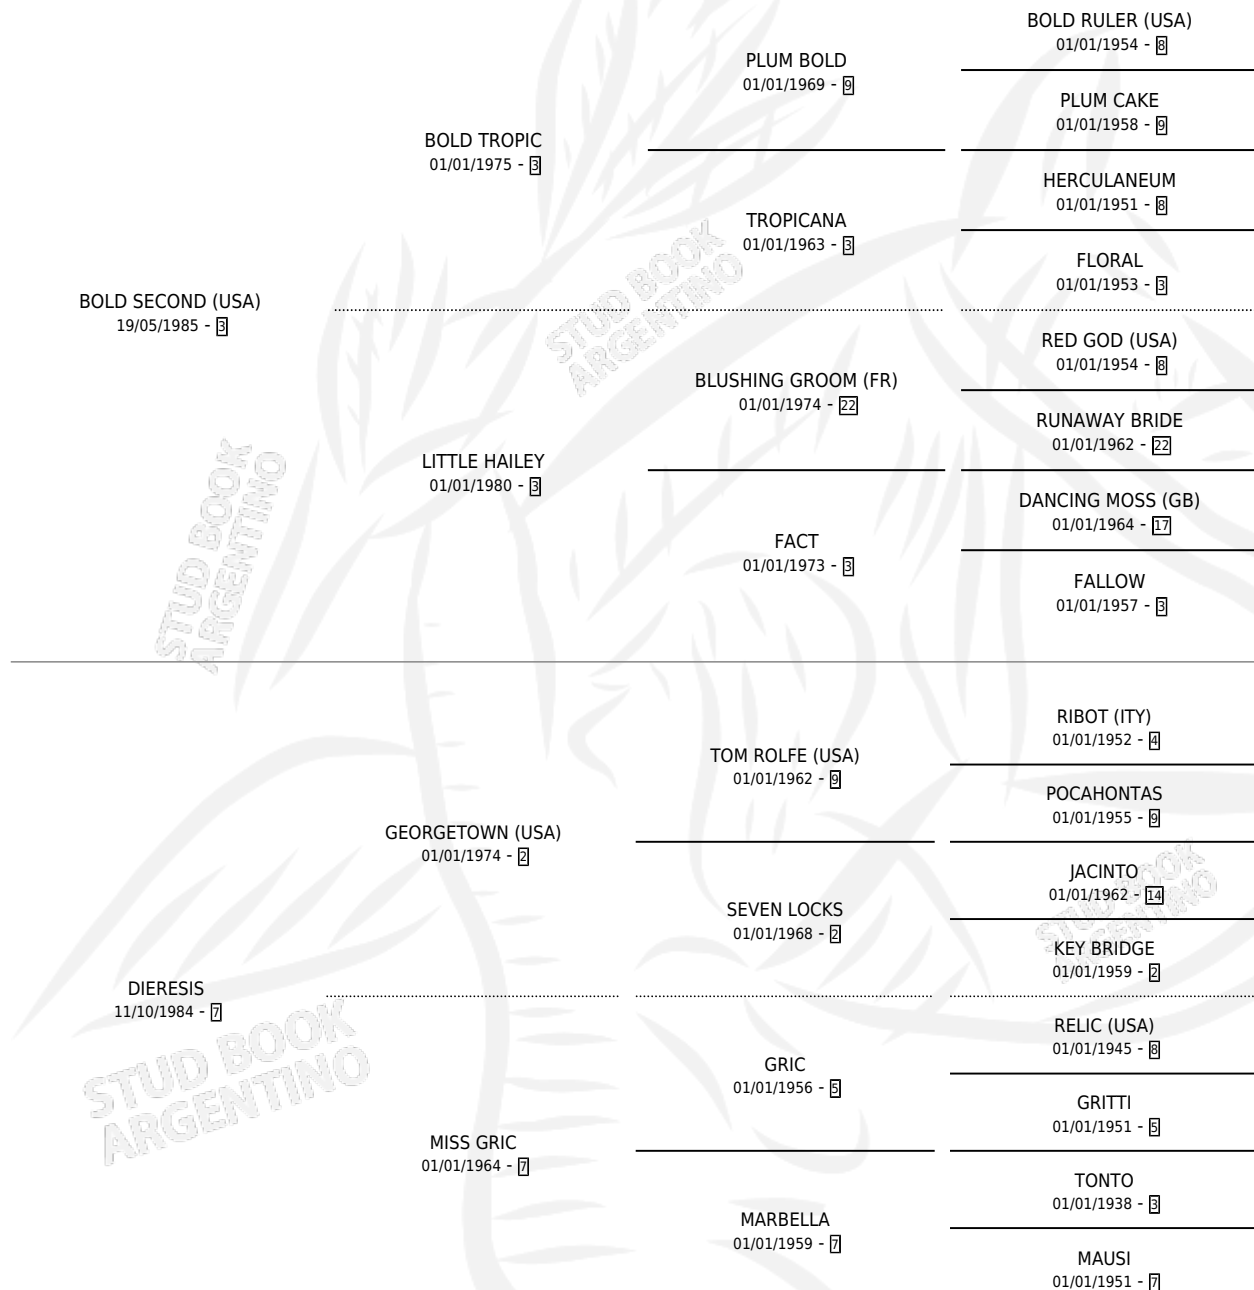 BOLD RULER (USA)
01/01/1954 - 8
PLUM BOLD
01/01/1969 - 9
PLUM CAKE
01/01/1958 - 9
BOLD TROPIC
01/01/1975 - 3
HERCULANEUM
01/01/1951 - 8
TROPICANA
01/01/1963 - 3
FLORAL
01/01/1953 - 3
BOLD SECOND (USA)
19/05/1985 - 3
RED GOD (USA)
01/01/1954 - 8
BLUSHING GROOM (FR)
01/01/1974 - 22
RUNAWAY BRIDE
01/01/1962 - 22
LITTLE HAILEY
01/01/1980 - 3
DANCING MOSS (GB)
01/01/1964 - 17
FACT
01/01/1973 - 3
FALLOW
01/01/1957 - 3
RIBOT (ITY)
01/01/1952 - 4
TOM ROLFE (USA)
01/01/1962 - 9
POCAHONTAS
01/01/1955 - 9
GEORGETOWN (USA)
01/01/1974 - 2
JACINTO
01/01/1962 - 14
SEVEN LOCKS
01/01/1968 - 2
KEY BRIDGE
01/01/1959 - 2
DIERESIS
11/10/1984 - 7
RELIC (USA)
01/01/1945 - 8
GRIC
01/01/1956 - 5
GRITTI
01/01/1951 - 5
MISS GRIC
01/01/1964 - 7
TONTO
01/01/1938 - 3
MARBELLA
01/01/1959 - 7
MAUSI
01/01/1951 - 7
STUD BOOK
ARGENTINO
STUD BOOK
ARGENTINO
STUD BOOK
ARGENTINO
STUD BOOK
ARGENTINO